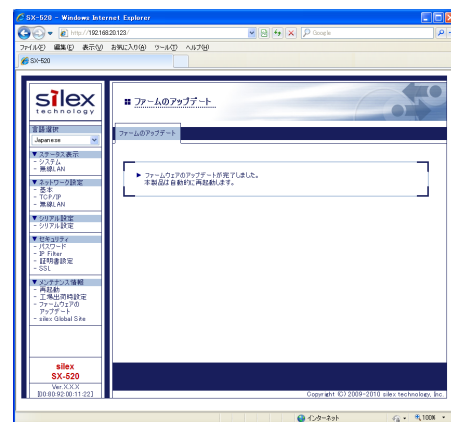 SX-520 - Windows Internet Explorer
http://192.168.20.123/
Google
ファイル(F) 編集(E) 表示(V) お気に入り(A) ツール(T) ヘルプ(H)
SX-520
silex
technology
言語選択
Japanese
▼ ステータス表示
- システム
- 無線LAN
▼ ネットワーク設定
- 基本
- TCP/IP
- 無線LAN
▼ シリアル設定
- シリアル設定
▼ セキュリティ
- パスワード
- IP Filter
- 証明書設定
- SSL
▼ メンテナンス情報
- 再起動
- 工場出荷時設定
- ファームウェアの
アップデート
- silex Global Site
silex
SX-520
Ver.X.X.X
[00:80:92:00:11:22]
ファームのアップデート
ファームのアップデート
▶ ファームウェアのアップデートが完了しました。
本製品は自動的に再起動します。
Copyright (C) 2009-2010 silex technology, Inc.
インターネット
100%